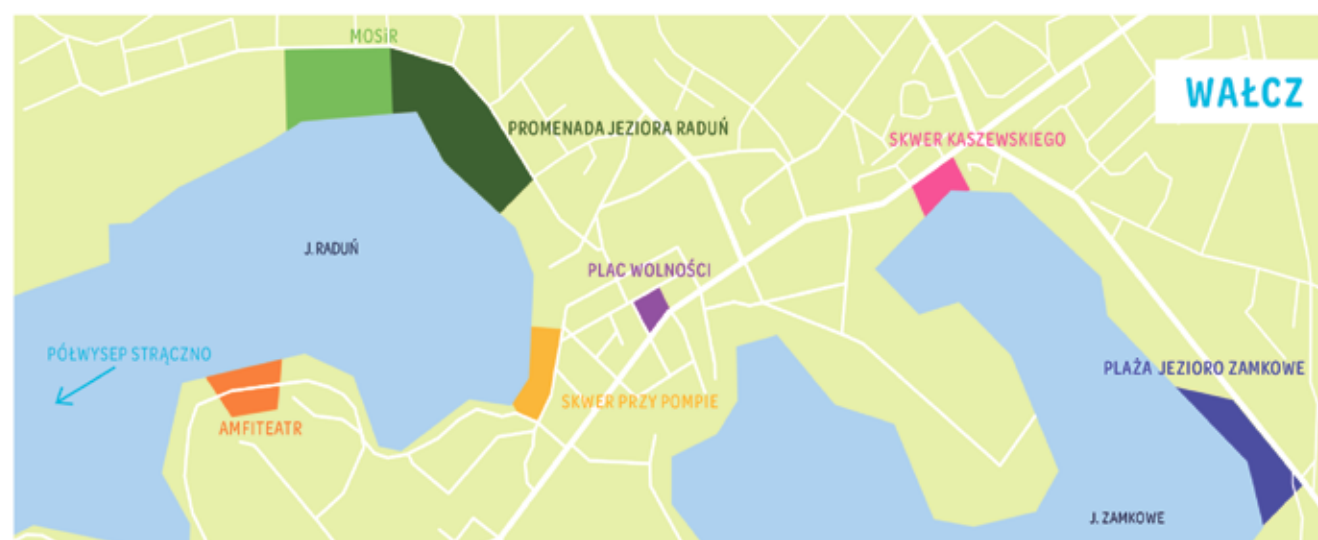 MOSiR
WAŁCZ
PROMENADA JEZIORA RADUŃ
SKWER KASZEWSKIEGO
J. RADUŃ
PLAC WOLNOŚCI
PÓŁWYSEP STRĄCZNO
PLAŻA JEZIORO ZAMKOWE
SKWER PRZY POMPIE
AMFITEATR
J. ZAMKOWE